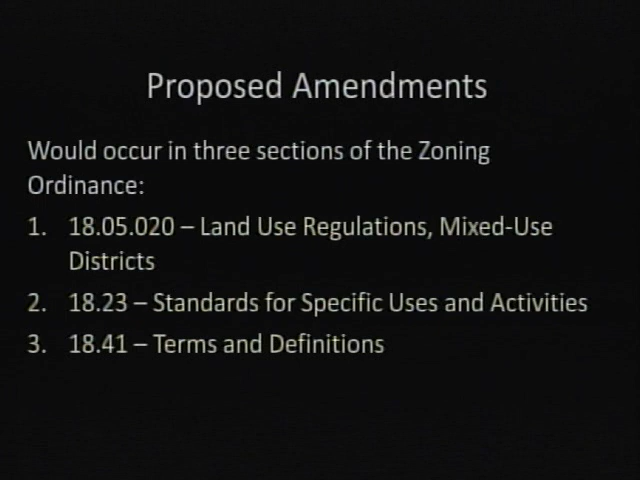 Proposed Amendments
Would occur in three sections of the Zoning
Ordinance:
1. 18.05.020 – Land Use Regulations, Mixed-Use
Districts
2. 18.23 – Standards for Specific Uses and Activities
3. 18.41 – Terms and Definitions